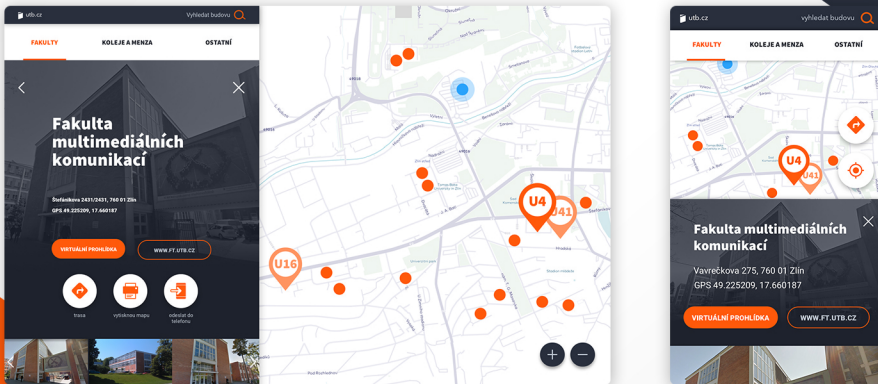 utb.cz
Vyhledat budovu
FAKULTY
KOLEJE A MENZA
OSTATNÍ
Fakulta
multimediálních
komunikací
Štefánikova 2431/2431, 760 01 Zlín
GPS 49.225209, 17.660187
VIRTUÁLNÍ PROHLÍDKA
WWW.FT.UTB.CZ
trasa
vytisknou mapu
odeslat do
telefonu
U4
U41
U16
utb.cz
vyhledat budovu
FAKULTY
KOLEJE A MENZA
OSTATNÍ
U4
U41
Fakulta multimediálních
komunikací
Vavrečkova 275, 760 01 Zlín
GPS 49.225209, 17.660187
VIRTUÁLNÍ PROHLÍDKA
WWW.FT.UTB.CZ